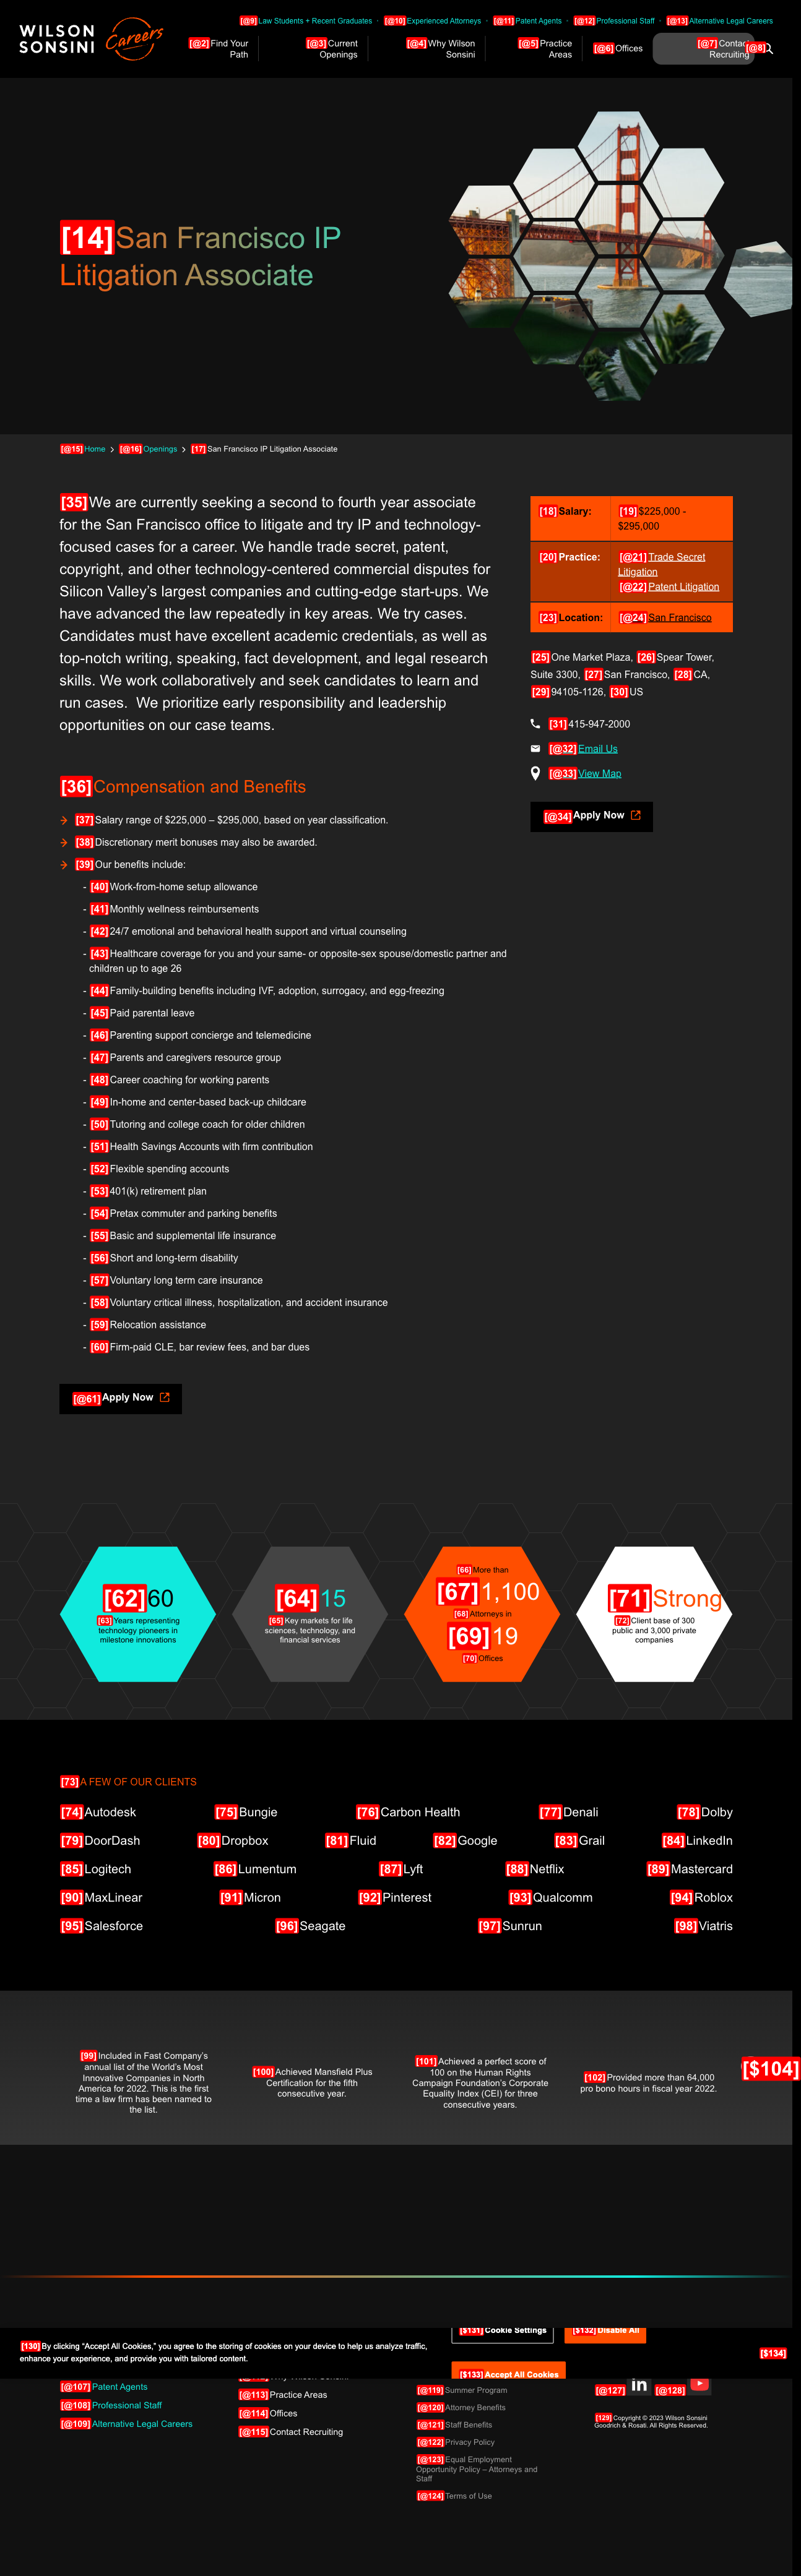 WILSON
SONSINI
Careers
[@9]Law Students + Recent Graduates · [@10]Experienced Attorneys · [@11]Patent Agents · [@12]Professional Staff · [@13]Alternative Legal Careers
[@2]Find Your
Path
[@3]Current
Openings
[@4]Why Wilson
Sonsini
[@5]Practice
Areas
[@6]Offices
[@7]Contact
Recruiting
[@8]
[14]San Francisco IP
Litigation Associate
[@15]Home > [@16]Openings > [17]San Francisco IP Litigation Associate
[35]We are currently seeking a second to fourth year associate
for the San Francisco office to litigate and try IP and technology-
focused cases for a career. We handle trade secret, patent,
copyright, and other technology-centered commercial disputes for
Silicon Valley's largest companies and cutting-edge start-ups. We
have advanced the law repeatedly in key areas. We try cases.
Candidates must have excellent academic credentials, as well as
top-notch writing, speaking, fact development, and legal research
skills. We work collaboratively and seek candidates to learn and
run cases.  We prioritize early responsibility and leadership
opportunities on our case teams.
[18]Salary: [19]$225,000 -
$295,000
[20]Practice: [@21]Trade Secret
Litigation
[@22]Patent Litigation
[23]Location: [@24]San Francisco
[25]One Market Plaza, [26]Spear Tower,
Suite 3300, [27]San Francisco, [28]CA,
[29]94105-1126, [30]US
[31]415-947-2000
[@32]Email Us
[@33]View Map
[@34]Apply Now
[36]Compensation and Benefits
[37]Salary range of $225,000 – $295,000, based on year classification.
[38]Discretionary merit bonuses may also be awarded.
[39]Our benefits include:
- [40]Work-from-home setup allowance
- [41]Monthly wellness reimbursements
- [42]24/7 emotional and behavioral health support and virtual counseling
- [43]Healthcare coverage for you and your same- or opposite-sex spouse/domestic partner and
children up to age 26
- [44]Family-building benefits including IVF, adoption, surrogacy, and egg-freezing
- [45]Paid parental leave
- [46]Parenting support concierge and telemedicine
- [47]Parents and caregivers resource group
- [48]Career coaching for working parents
- [49]In-home and center-based back-up childcare
- [50]Tutoring and college coach for older children
- [51]Health Savings Accounts with firm contribution
- [52]Flexible spending accounts
- [53]401(k) retirement plan
- [54]Pretax commuter and parking benefits
- [55]Basic and supplemental life insurance
- [56]Short and long-term disability
- [57]Voluntary long term care insurance
- [58]Voluntary critical illness, hospitalization, and accident insurance
- [59]Relocation assistance
- [60]Firm-paid CLE, bar review fees, and bar dues
[@61]Apply Now
[62]60
[63]Years representing
technology pioneers in
milestone innovations
[64]15
[65]Key markets for life
sciences, technology, and
financial services
[66]More than
[67]1,100
[68]Attorneys in
[69]19
[70]Offices
[71]Strong
[72]Client base of 300
public and 3,000 private
companies
[73]A FEW OF OUR CLIENTS
[74]Autodesk [75]Bungie [76]Carbon Health [77]Denali [78]Dolby
[79]DoorDash [80]Dropbox [81]Fluid [82]Google [83]Grail [84]LinkedIn
[85]Logitech [86]Lumentum [87]Lyft [88]Netflix [89]Mastercard
[90]MaxLinear [91]Micron [92]Pinterest [93]Qualcomm [94]Roblox
[95]Salesforce [96]Seagate [97]Sunrun [98]Viatris
[99]Included in Fast Company's
annual list of the World's Most
Innovative Companies in North
America for 2022. This is the first
time a law firm has been named to
the list.
[100]Achieved Mansfield Plus
Certification for the fifth
consecutive year.
[101]Achieved a perfect score of
100 on the Human Rights
Campaign Foundation's Corporate
Equality Index (CEI) for three
consecutive years.
[102]Provided more than 64,000
pro bono hours in fiscal year 2022.
[$104]
[130]By clicking "Accept All Cookies," you agree to the storing of cookies on your device to help us analyze traffic,
enhance your experience, and provide you with tailored content.
[$131]Cookie Settings
[$132]Disable All
[$133]Accept All Cookies
[$134]
[@107]Patent Agents
[@108]Professional Staff
[@109]Alternative Legal Careers
[@113]Practice Areas
[@114]Offices
[@115]Contact Recruiting
[@119]Summer Program
[@120]Attorney Benefits
[@121]Staff Benefits
[@122]Privacy Policy
[@123]Equal Employment
Opportunity Policy – Attorneys and
Staff
[@124]Terms of Use
[@127] in [@128]
[129]Copyright © 2023 Wilson Sonsini
Goodrich & Rosati. All Rights Reserved.